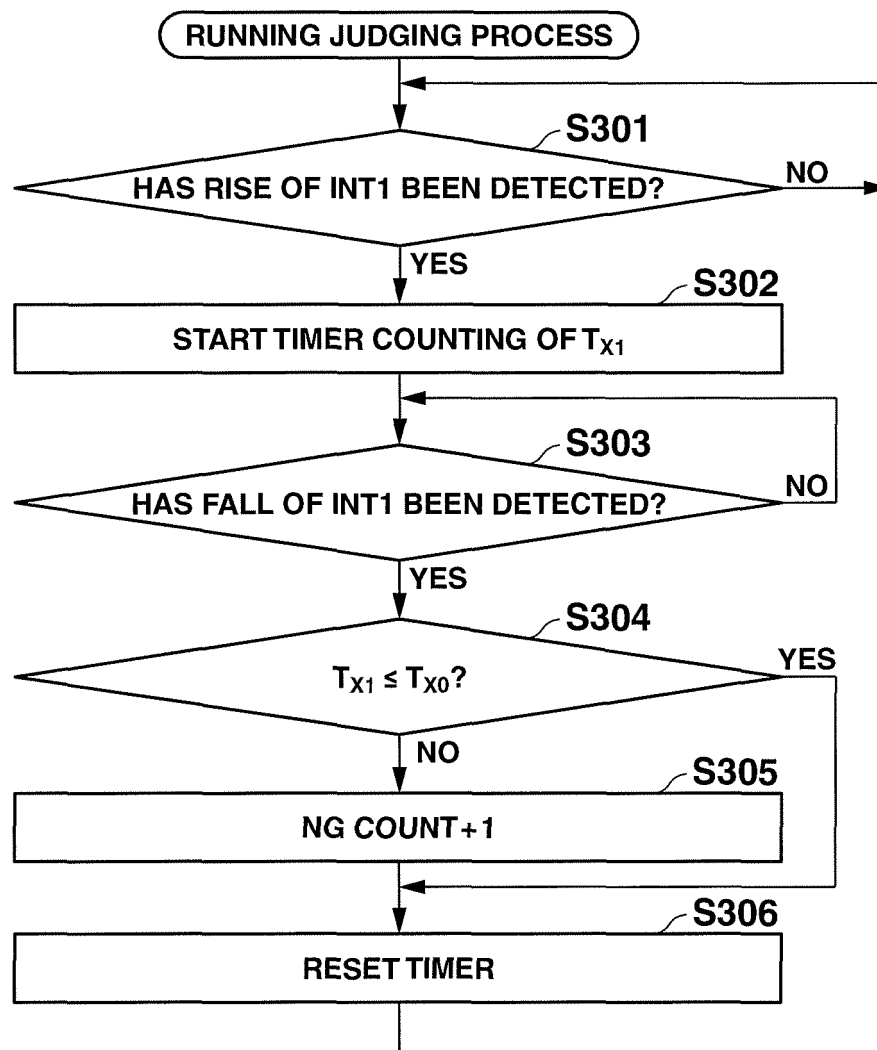 RUNNING JUDGING PROCESS
S301
HAS RISE OF INT1 BEEN DETECTED?
NO
YES
S302
START TIMER COUNTING OF TX1
S303
HAS FALL OF INT1 BEEN DETECTED?
NO
YES
S304
TX1 ≤ TX0?
YES
NO
S305
NG COUNT+1
S306
RESET TIMER